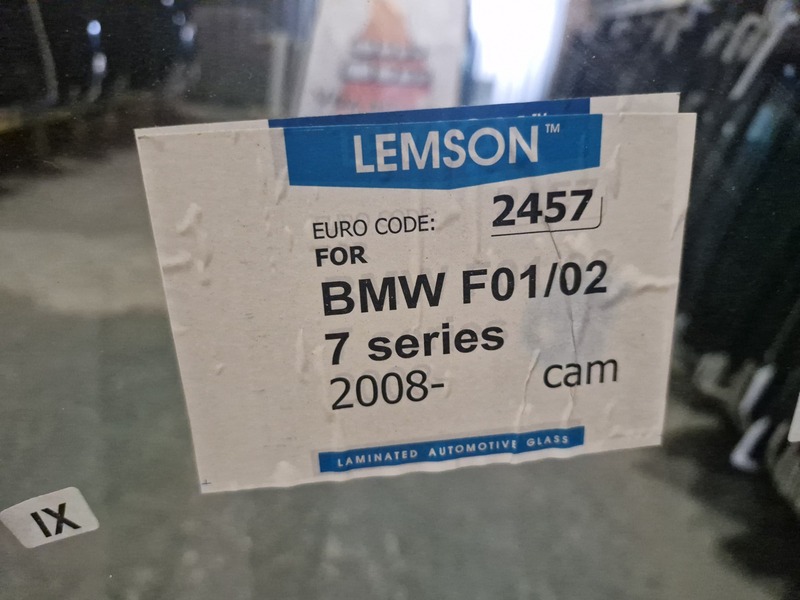 LEMSON™
EURO CODE: 2457
FOR
BMW F01/02
7 series
2008- cam
LAMINATED AUTOMOTIVE GLASS
IX